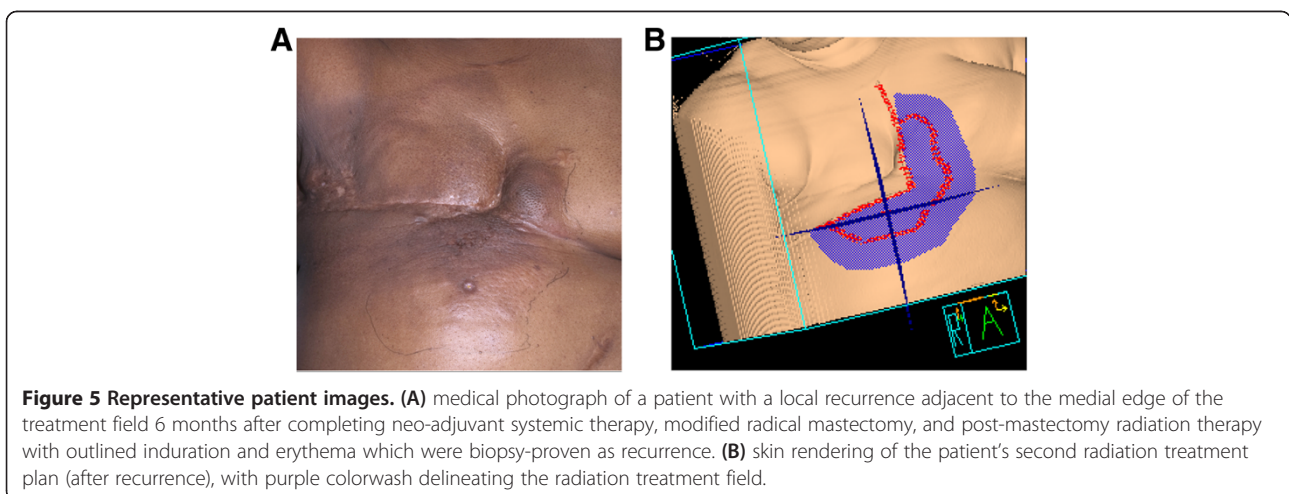 A
B
R
A
Figure 5 Representative patient images. (A) medical photograph of a patient with a local recurrence adjacent to the medial edge of the
treatment field 6 months after completing neo-adjuvant systemic therapy, modified radical mastectomy, and post-mastectomy radiation therapy
with outlined induration and erythema which were biopsy-proven as recurrence. (B) skin rendering of the patient's second radiation treatment
plan (after recurrence), with purple colorwash delineating the radiation treatment field.